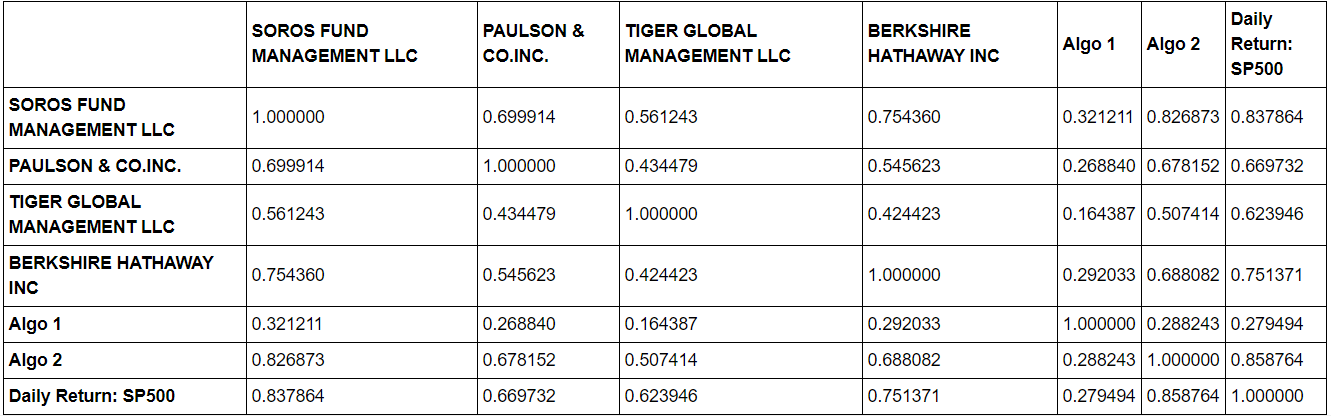 SOROS FUND MANAGEMENT LLC PAULSON & CO.INC. TIGER GLOBAL MANAGEMENT LLC BERKSHIRE HATHAWAY INC Algo 1 Algo 2 Daily Return: SP500
SOROS FUND MANAGEMENT LLC 1.000000 0.699914 0.561243 0.754360 0.321211 0.826873 0.837864
PAULSON & CO.INC. 0.699914 1.000000 0.434479 0.545623 0.268840 0.678152 0.669732
TIGER GLOBAL MANAGEMENT LLC 0.561243 0.434479 1.000000 0.424423 0.164387 0.507414 0.623946
BERKSHIRE HATHAWAY INC 0.754360 0.545623 0.424423 1.000000 0.292033 0.688082 0.751371
Algo 1 0.321211 0.268840 0.164387 0.292033 1.000000 0.288243 0.279494
Algo 2 0.826873 0.678152 0.507414 0.688082 0.288243 1.000000 0.858764
Daily Return: SP500 0.837864 0.669732 0.623946 0.751371 0.279494 0.858764 1.000000